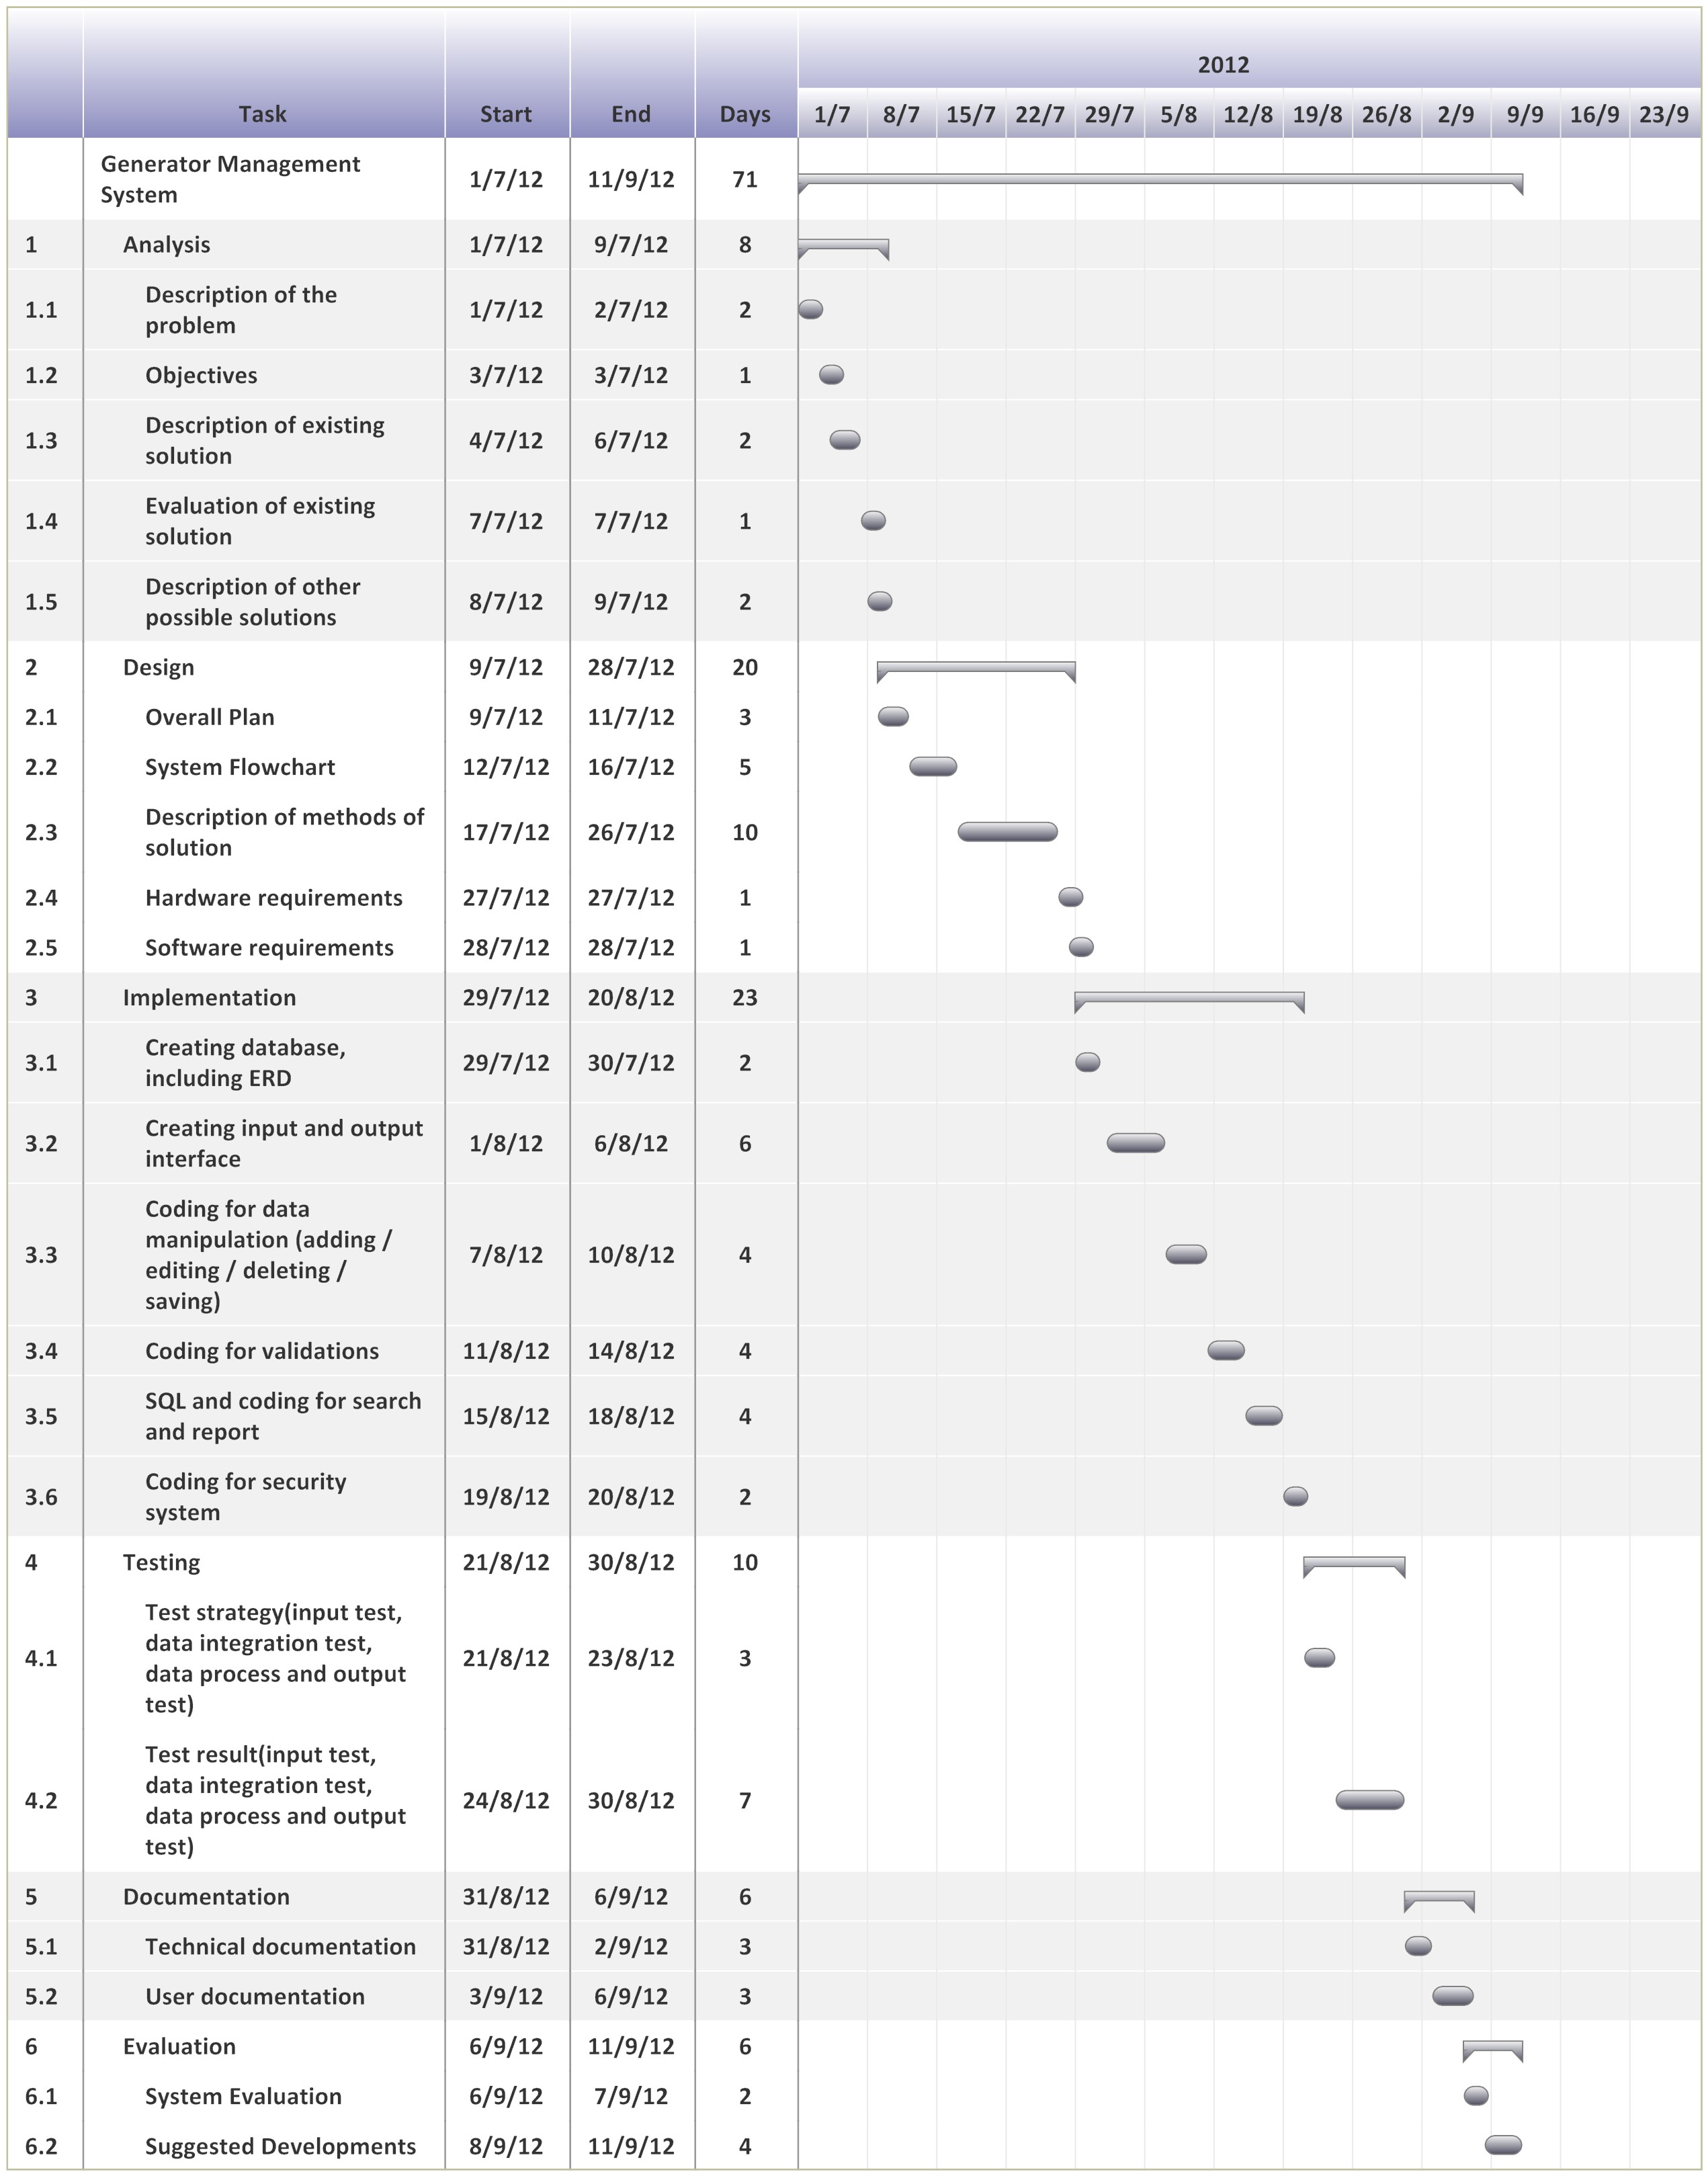 2012
Task Start End Days 1/7 8/7 15/7 22/7 29/7 5/8 12/8 19/8 26/8 2/9 9/9 16/9 23/9
Generator Management
System
1/7/12 11/9/12 71
1 Analysis 1/7/12 9/7/12 8
1.1 Description of the
problem
1/7/12 2/7/12 2
1.2 Objectives 3/7/12 3/7/12 1
1.3 Description of existing
solution
4/7/12 6/7/12 2
1.4 Evaluation of existing
solution
7/7/12 7/7/12 1
1.5 Description of other
possible solutions
8/7/12 9/7/12 2
2 Design 9/7/12 28/7/12 20
2.1 Overall Plan 9/7/12 11/7/12 3
2.2 System Flowchart 12/7/12 16/7/12 5
2.3 Description of methods of
solution
17/7/12 26/7/12 10
2.4 Hardware requirements 27/7/12 27/7/12 1
2.5 Software requirements 28/7/12 28/7/12 1
3 Implementation 29/7/12 20/8/12 23
3.1 Creating database,
including ERD
29/7/12 30/7/12 2
3.2 Creating input and output
interface
1/8/12 6/8/12 6
3.3 Coding for data
manipulation (adding /
editing / deleting /
saving)
7/8/12 10/8/12 4
3.4 Coding for validations 11/8/12 14/8/12 4
3.5 SQL and coding for search
and report
15/8/12 18/8/12 4
3.6 Coding for security
system
19/8/12 20/8/12 2
4 Testing 21/8/12 30/8/12 10
4.1 Test strategy(input test,
data integration test,
data process and output
test)
21/8/12 23/8/12 3
4.2 Test result(input test,
data integration test,
data process and output
test)
24/8/12 30/8/12 7
5 Documentation 31/8/12 6/9/12 6
5.1 Technical documentation 31/8/12 2/9/12 3
5.2 User documentation 3/9/12 6/9/12 3
6 Evaluation 6/9/12 11/9/12 6
6.1 System Evaluation 6/9/12 7/9/12 2
6.2 Suggested Developments 8/9/12 11/9/12 4